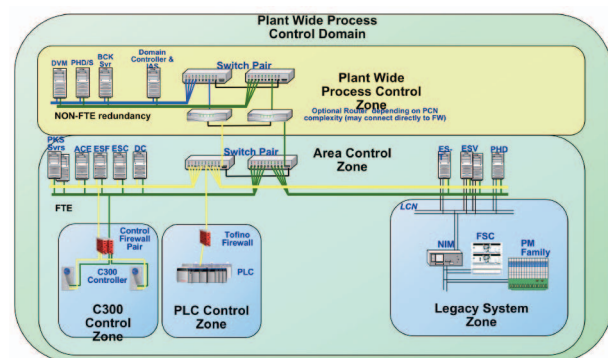 Plant Wide Process
Control Domain
DVM
PHD/S
BCK
Svr
Domain
Controller &
IAS
Switch Pair
Plant Wide
Process Control
Zone
NON-FTE redundancy
Optional Router depending on PCN
complexity (may connect directly to FW)
PKS
Svrs
ACE
ESF
ESC
DC
Switch Pair
Area Control
Zone
ES-
ESV
PHD
FTE
LCN
Control
Firewall
Pair
C300
Controller
C300
Control
Zone
Tofino
Firewall
PLC
PLC Control
Zone
NIM
FSC
PM
Family
Legacy System
Zone